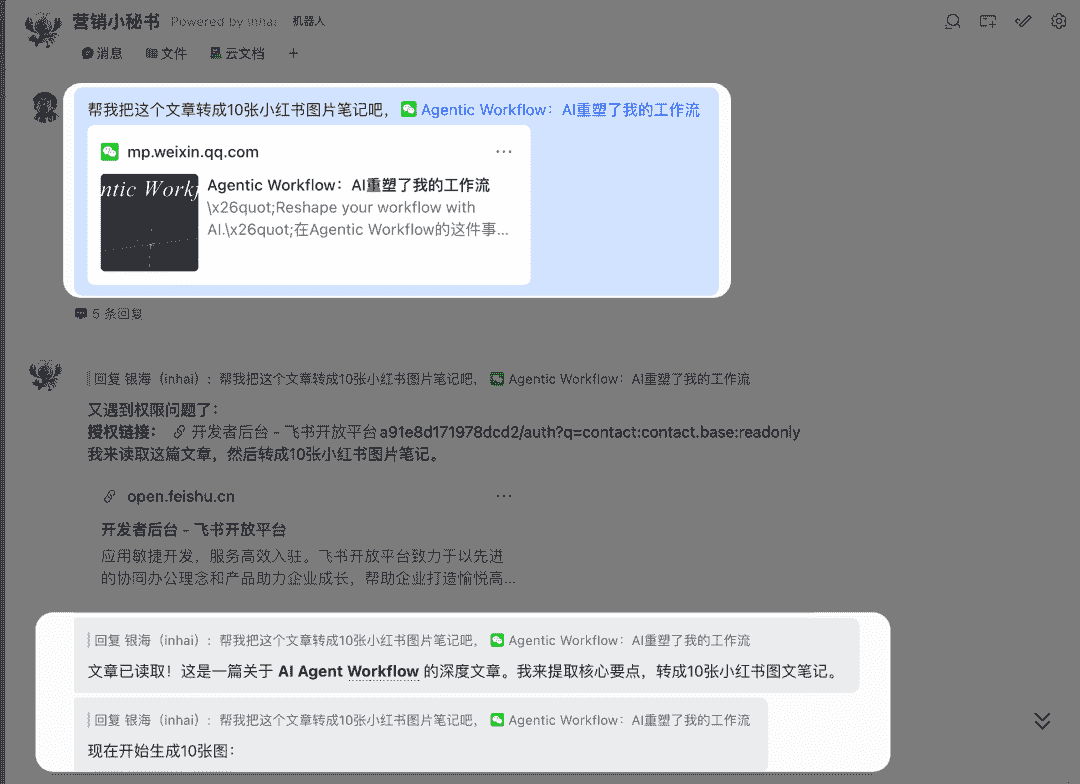 营销小秘书 Powered by inhai 机器人
消息 文件 云文档 +
帮我把这个文章转成10张小红书图片笔记吧， Agentic Workflow：AI重塑了我的工作流
mp.weixin.qq.com ...
ntic Workf
Agentic Workflow：AI重塑了我的工作流
\x26quot;Reshape your workflow with
AI.\x26quot;在Agentic Workflow的这件事...
5 条回复
回复 银海（inhai）: 帮我把这个文章转成10张小红书图片笔记吧， Agentic Workflow：AI重塑了我的工作流
又遇到权限问题了：
授权链接： 开发者后台 - 飞书开放平台a91e8d171978dcd2/auth?q=contact:contact.base:readonly
我来读取这篇文章，然后转成10张小红书图片笔记。
open.feishu.cn ...
开发者后台 - 飞书开放平台
应用敏捷开发，服务高效入驻。飞书开放平台致力于以先进
的协同办公理念和产品助力企业成长，帮助企业打造愉悦高...
回复 银海（inhai）: 帮我把这个文章转成10张小红书图片笔记吧， Agentic Workflow：AI重塑了我的工作流
文章已读取！这是一篇关于 AI Agent Workflow 的深度文章。我来提取核心要点，转成10张小红书图文笔记。
回复 银海（inhai）: 帮我把这个文章转成10张小红书图片笔记吧， Agentic Workflow：AI重塑了我的工作流
现在开始生成10张图：